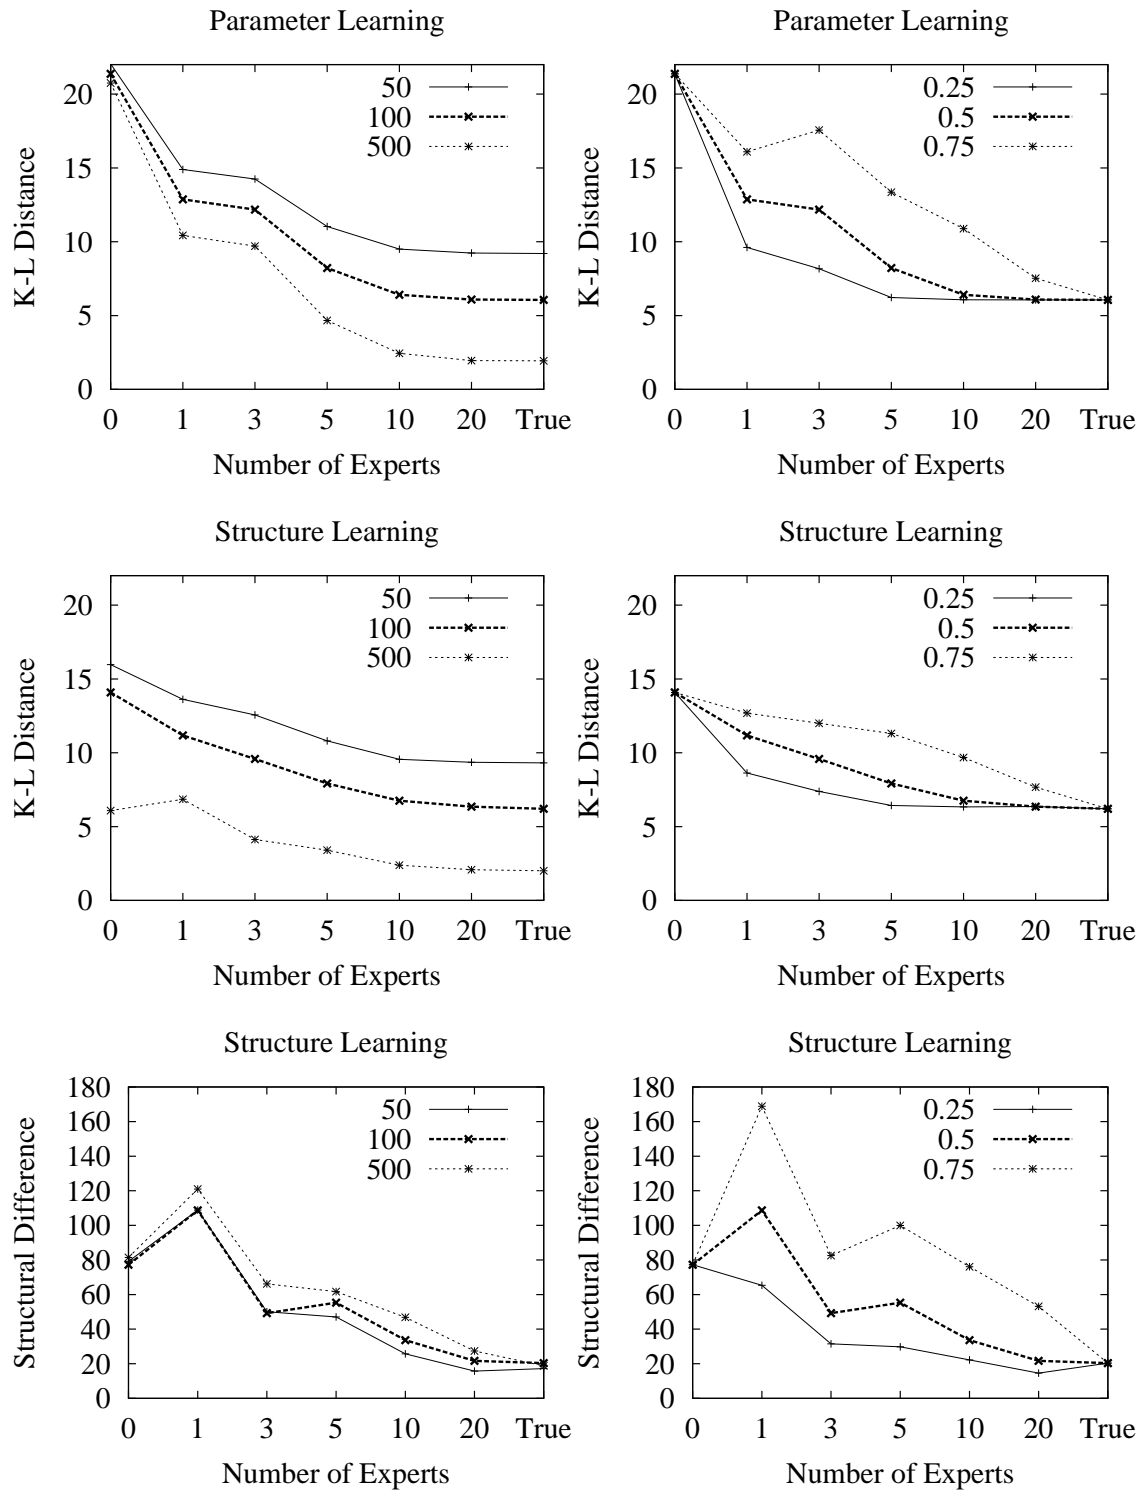 Parameter Learning
K-L Distance
20
15
10
5
0
50
100
500
0 1 3 5 10 20 True
Number of Experts
Parameter Learning
K-L Distance
20
15
10
5
0
0.25
0.5
0.75
0 1 3 5 10 20 True
Number of Experts
Structure Learning
K-L Distance
20
15
10
5
0
50
100
500
0 1 3 5 10 20 True
Number of Experts
Structure Learning
K-L Distance
20
15
10
5
0
0.25
0.5
0.75
0 1 3 5 10 20 True
Number of Experts
Structure Learning
Structural Difference
180
160
140
120
100
80
60
40
20
0
50
100
500
0 1 3 5 10 20 True
Number of Experts
Structure Learning
Structural Difference
180
160
140
120
100
80
60
40
20
0
0.25
0.5
0.75
0 1 3 5 10 20 True
Number of Experts